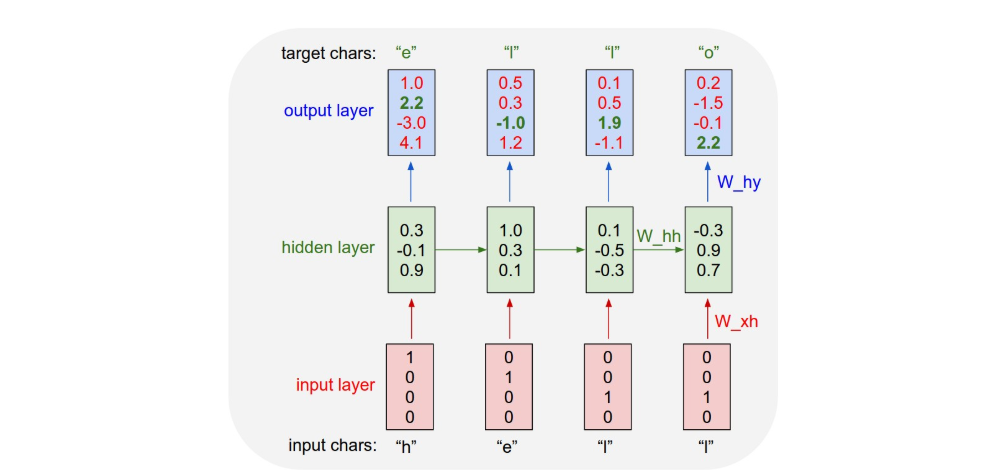 target chars: “e” “l” “l” “o”
1.0 0.5 0.1 0.2
2.2 0.3 0.5 -1.5
output layer
-3.0 -1.0 1.9 -0.1
4.1 1.2 -1.1 2.2
W_hy
0.3 1.0 0.1 W_hh -0.3
hidden layer -0.1 0.3 -0.5 0.9
0.9 0.1 -0.3 0.7
W_xh
1 0 0 0
0 1 0 0
input layer
0 0 1 1
0 0 0 0
input chars: “h” “e” “l” “l”